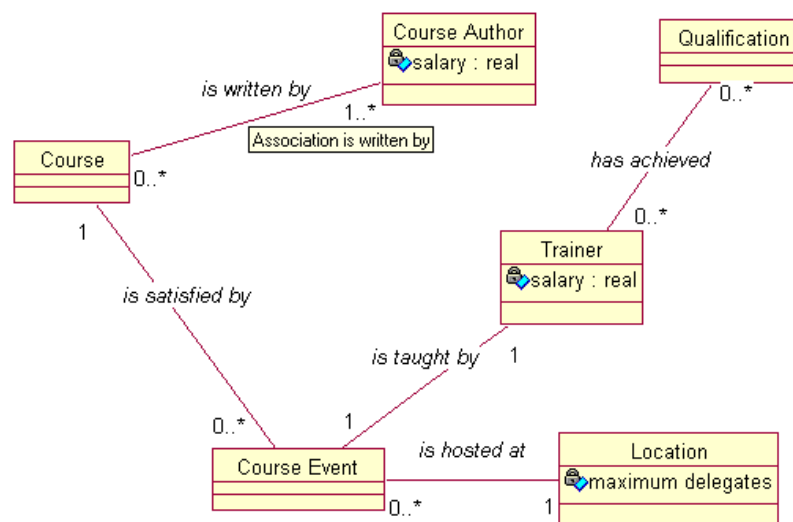 Course Author
salary : real
Qualification
is written by
1..*
0..*
Association is written by
Course
0..*
has achieved
1
0..*
Trainer
salary : real
is satisfied by
is taught by
1
1
0..*
is hosted at
Location
Course Event
maximum delegates
0..*
1